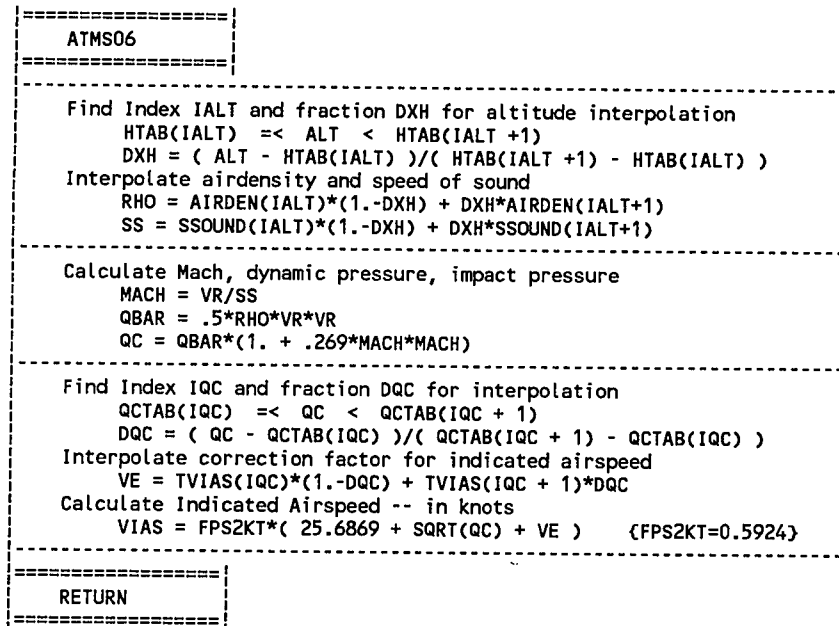 ATMS06
Find Index IALT and fraction DXH for altitude interpolation
HTAB(IALT) =< ALT < HTAB(IALT +1)
DXH = ( ALT - HTAB(IALT) )/( HTAB(IALT +1) - HTAB(IALT) )
Interpolate airdensity and speed of sound
RHO = AIRDEN(IALT)*(1.-DXH) + DXH*AIRDEN(IALT+1)
SS = SSOUND(IALT)*(1.-DXH) + DXH*SSOUND(IALT+1)
Calculate Mach, dynamic pressure, impact pressure
MACH = VR/SS
QBAR = .5*RHO*VR*VR
QC = QBAR*(1. + .269*MACH*MACH)
Find Index IQC and fraction DQC for interpolation
QCTAB(IQC) =< QC < QCTAB(IQC + 1)
DQC = ( QC - QCTAB(IQC) )/( QCTAB(IQC + 1) - QCTAB(IQC) )
Interpolate correction factor for indicated airspeed
VE = TVIAS(IQC)*(1.-DQC) + TVIAS(IQC + 1)*DQC
Calculate Indicated Airspeed -- in knots
VIAS = FPS2KT*( 25.6869 + SQRT(QC) + VE ) {FPS2KT=0.5924}
RETURN